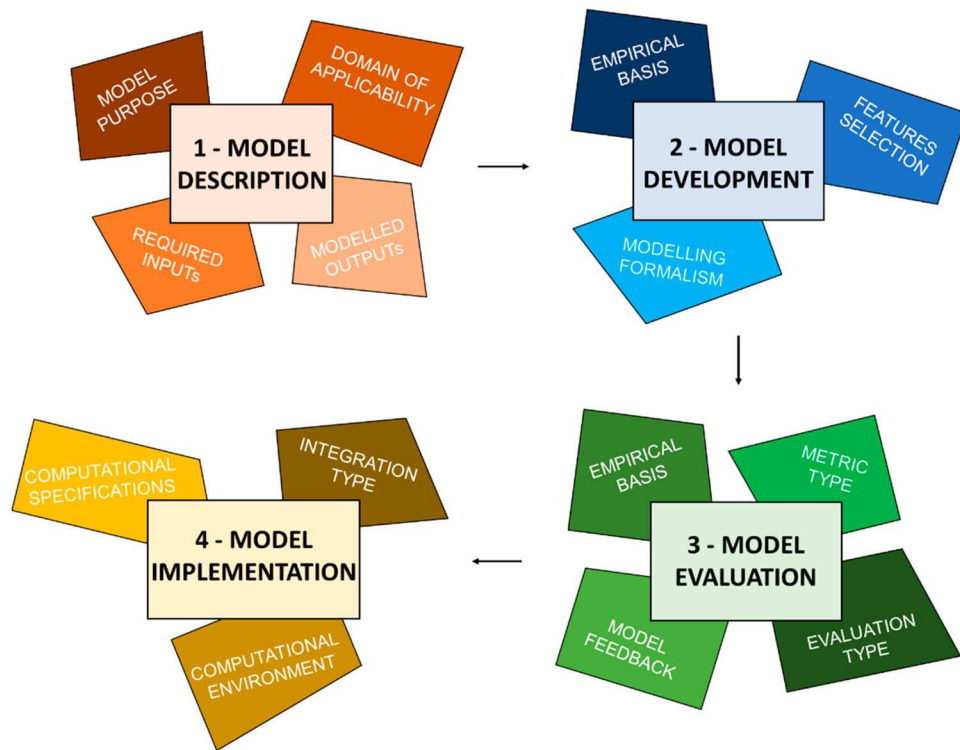 MODEL
PURPOSE
DOMAIN OF
APPLICABILITY
1 - MODEL
DESCRIPTION
REQUIRED
INPUTs
MODELLED
OUTPUTs
EMPIRICAL
BASIS
FEATURES
SELECTION
2 - MODEL
DEVELOPMENT
MODELLING
FORMALISM
COMPUTATIONAL
SPECIFICATIONS
INTEGRATION
TYPE
4 - MODEL
IMPLEMENTATION
COMPUTATIONAL
ENVIRONMENT
EMPIRICAL
BASIS
METRIC
TYPE
3 - MODEL
EVALUATION
MODEL
FEEDBACK
EVALUATION
TYPE